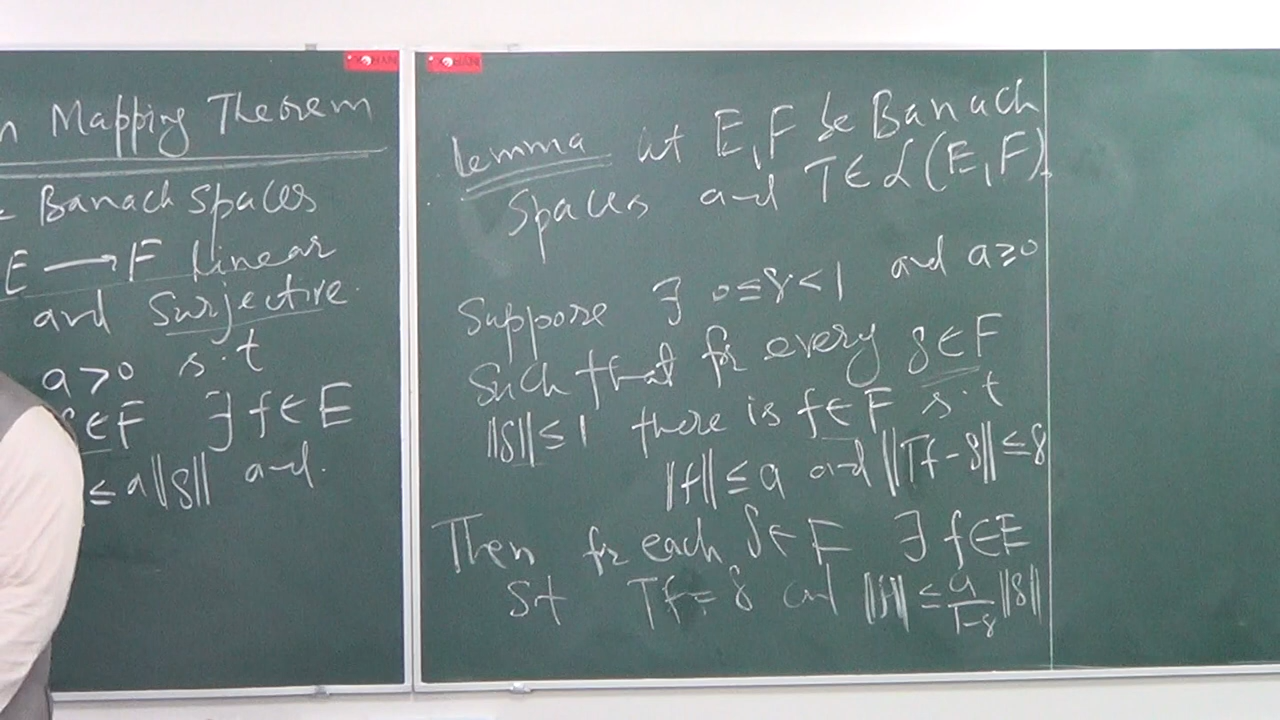 n Mapping Theorem
Banach spaces
E → F linear
and surjective.
a>0 s.t
∈F ∃ f∈E
≤ a||g|| and.
Lemma Let E, F be Banach
spaces and T∈ L(E,F).
Suppose ∃ 0≤γ<1 and a≥0
such that for every g∈F
||g||≤1 there is f∈F s.t
||f||≤a and ||Tf-g||≤γ
Then for each g∈F ∃ f∈E
st Tf=g and ||f||≤ a/(1-γ) ||g||